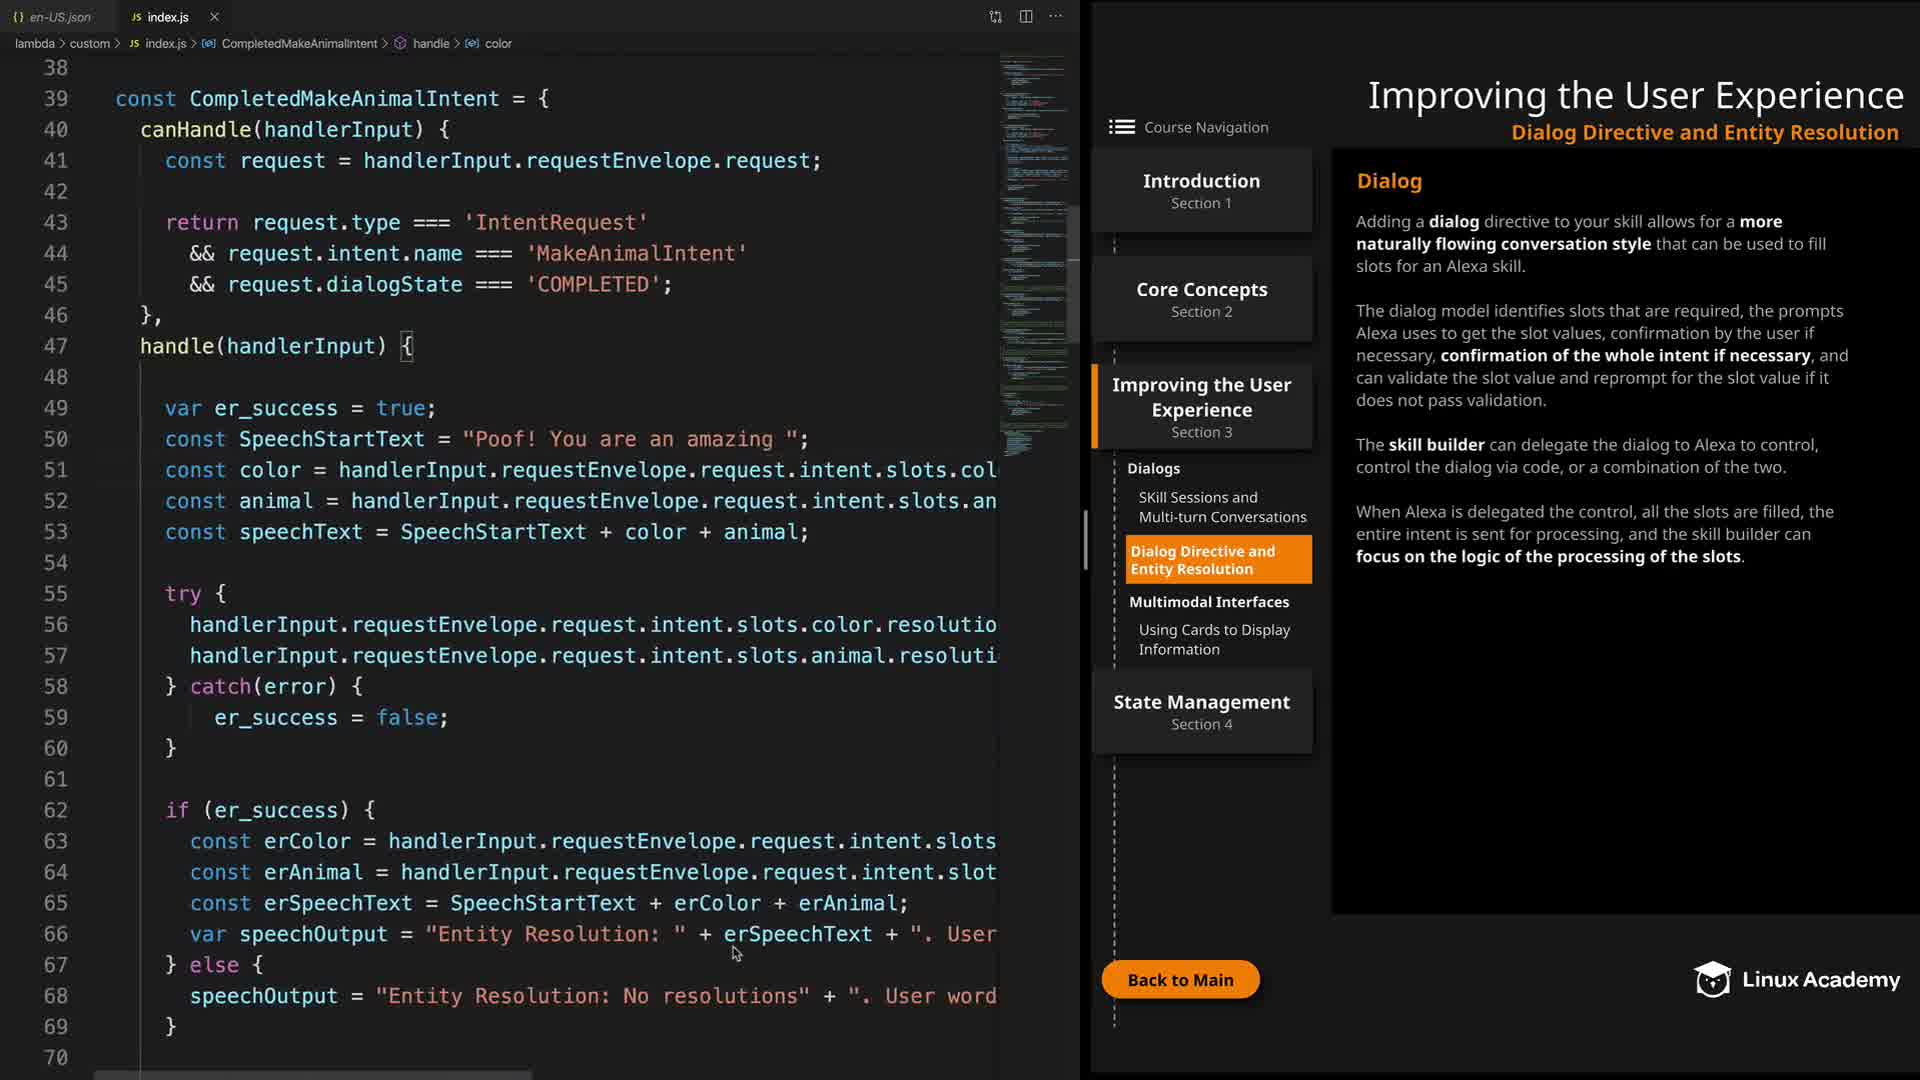 en-US.json
JS index.js
lambda > custom > JS index.js > CompletedMakeAnimalIntent > handle > color
38
39 const CompletedMakeAnimalIntent = {
40 canHandle(handlerInput) {
41 const request = handlerInput.requestEnvelope.request;
42
43 return request.type === 'IntentRequest'
44 && request.intent.name === 'MakeAnimalIntent'
45 && request.dialogState === 'COMPLETED';
46 },
47 handle(handlerInput) {
48
49 var er_success = true;
50 const SpeechStartText = "Poof! You are an amazing ";
51 const color = handlerInput.requestEnvelope.request.intent.slots.col
52 const animal = handlerInput.requestEnvelope.request.intent.slots.an
53 const speechText = SpeechStartText + color + animal;
54
55 try {
56 handlerInput.requestEnvelope.request.intent.slots.color.resolutio
57 handlerInput.requestEnvelope.request.intent.slots.animal.resoluti
58 } catch(error) {
59 er_success = false;
60 }
61
62 if (er_success) {
63 const erColor = handlerInput.requestEnvelope.request.intent.slots
64 const erAnimal = handlerInput.requestEnvelope.request.intent.slot
65 const erSpeechText = SpeechStartText + erColor + erAnimal;
66 var speechOutput = "Entity Resolution: " + erSpeechText + ". User
67 } else {
68 speechOutput = "Entity Resolution: No resolutions" + ". User word
69 }
70
Improving the User Experience
Dialog Directive and Entity Resolution
Course Navigation
Introduction
Section 1
Core Concepts
Section 2
Improving the User
Experience
Section 3
Dialogs
SKill Sessions and
Multi-turn Conversations
Dialog Directive and
Entity Resolution
Multimodal Interfaces
Using Cards to Display
Information
State Management
Section 4
Back to Main
Dialog
Adding a dialog directive to your skill allows for a more
naturally flowing conversation style that can be used to fill
slots for an Alexa skill.
The dialog model identifies slots that are required, the prompts
Alexa uses to get the slot values, confirmation by the user if
necessary, confirmation of the whole intent if necessary, and
can validate the slot value and reprompt for the slot value if it
does not pass validation.
The skill builder can delegate the dialog to Alexa to control,
control the dialog via code, or a combination of the two.
When Alexa is delegated the control, all the slots are filled, the
entire intent is sent for processing, and the skill builder can
focus on the logic of the processing of the slots.
Linux Academy